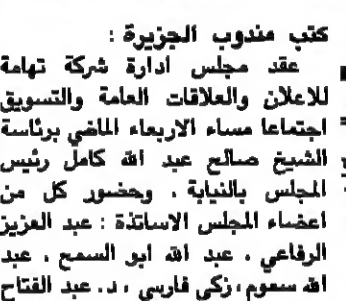 كتب مندوب الجزيرة :
عقد مجلس ادارة شركة تهامة
للاعلان والعلاقات العامة والتسويق
اجتماعا مساء الاربعاء الماضي برئاسة
الشيخ صالح عبد الله كامل رئيس
المجلس بالنيابة . وحضور كل من
اعضاء المجلس الاساتذة : عبد العزيز
الرفاعي . عبد الله ابو السمح . عبد
الله سعوم ، زكي فارسي ، د. عبد الفتاح